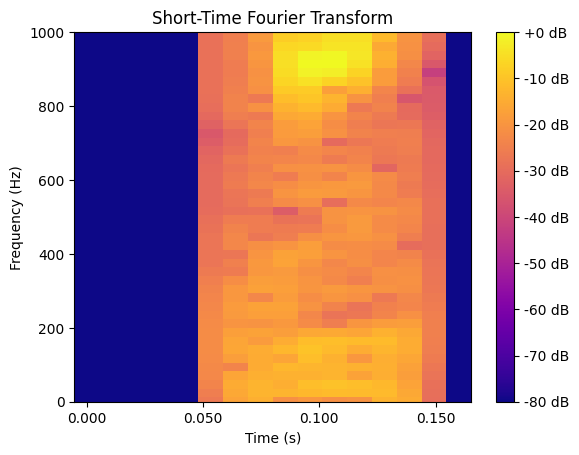 Short-Time Fourier Transform
Frequency (Hz)
1000
800
600
400
200
0
0.000 0.050 0.100 0.150
Time (s)
+0 dB
-10 dB
-20 dB
-30 dB
-40 dB
-50 dB
-60 dB
-70 dB
-80 dB